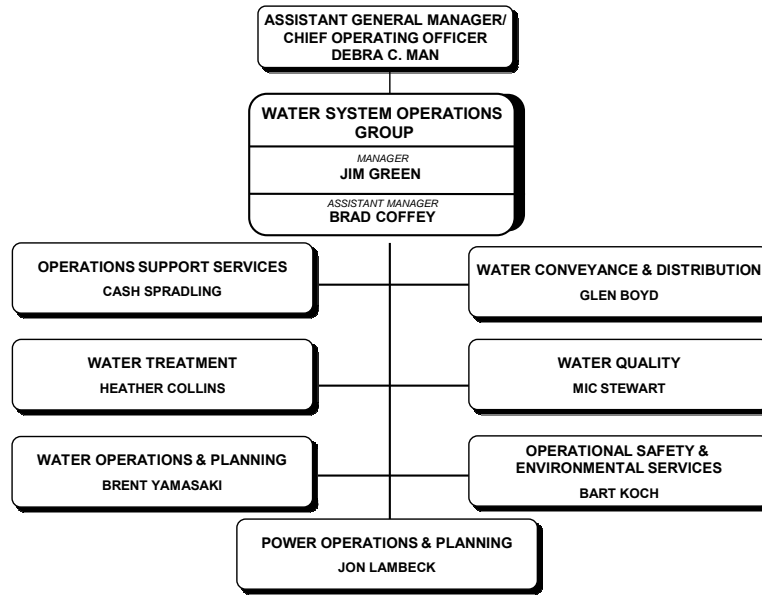 ASSISTANT GENERAL MANAGER/
CHIEF OPERATING OFFICER
DEBRA C. MAN
WATER SYSTEM OPERATIONS
GROUP
MANAGER
JIM GREEN
ASSISTANT MANAGER
BRAD COFFEY
OPERATIONS SUPPORT SERVICES
CASH SPRADLING
WATER CONVEYANCE & DISTRIBUTION
GLEN BOYD
WATER TREATMENT
HEATHER COLLINS
WATER QUALITY
MIC STEWART
WATER OPERATIONS & PLANNING
BRENT YAMASAKI
OPERATIONAL SAFETY &
ENVIRONMENTAL SERVICES
BART KOCH
POWER OPERATIONS & PLANNING
JON LAMBECK